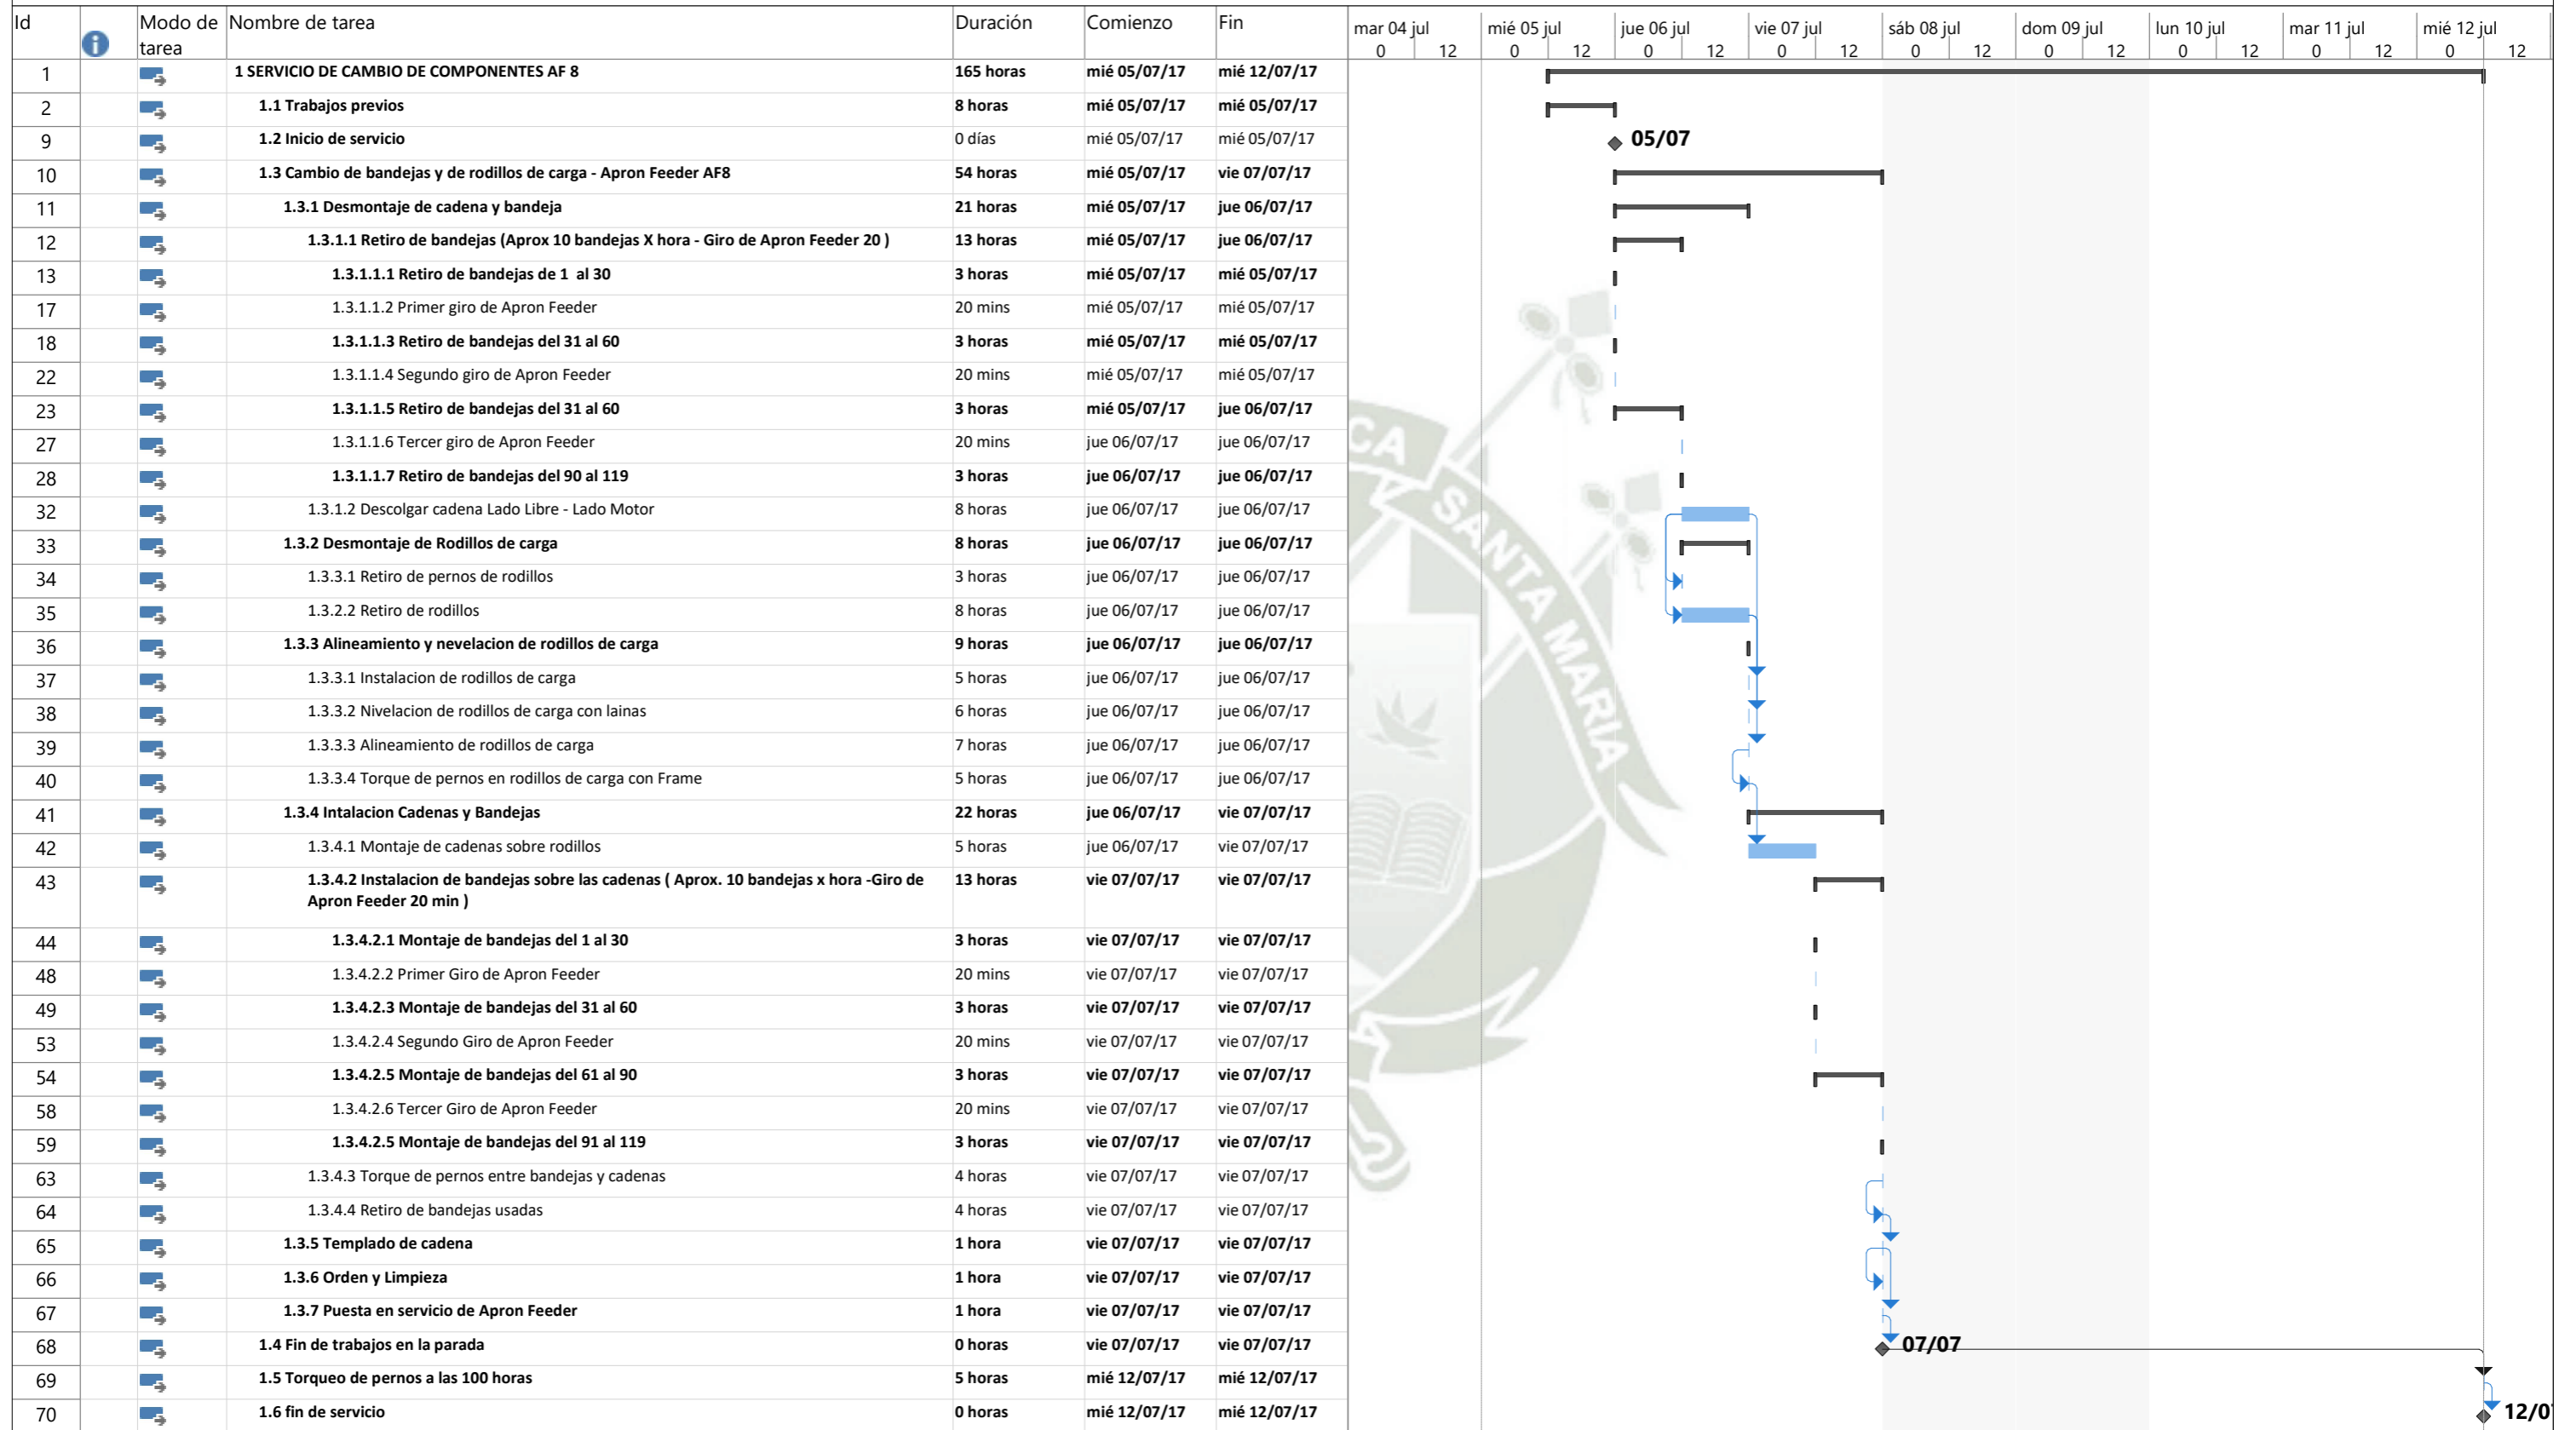 Id Modo de tarea Nombre de tarea Duración Comienzo Fin
mar 04 jul mié 05 jul jue 06 jul vie 07 jul sáb 08 jul dom 09 jul lun 10 jul mar 11 jul mié 12 jul
0 12 0 12 0 12 0 12 0 12 0 12 0 12 0 12 0 12
1 1 SERVICIO DE CAMBIO DE COMPONENTES AF 8 165 horas mié 05/07/17 mié 12/07/17
2 1.1 Trabajos previos 8 horas mié 05/07/17 mié 05/07/17
9 1.2 Inicio de servicio 0 días mié 05/07/17 mié 05/07/17 05/07
10 1.3 Cambio de bandejas y de rodillos de carga - Apron Feeder AF8 54 horas mié 05/07/17 vie 07/07/17
11 1.3.1 Desmontaje de cadena y bandeja 21 horas mié 05/07/17 jue 06/07/17
12 1.3.1.1 Retiro de bandejas (Aprox 10 bandejas X hora - Giro de Apron Feeder 20 ) 13 horas mié 05/07/17 jue 06/07/17
13 1.3.1.1.1 Retiro de bandejas de 1 al 30 3 horas mié 05/07/17 mié 05/07/17
17 1.3.1.1.2 Primer giro de Apron Feeder 20 mins mié 05/07/17 mié 05/07/17
18 1.3.1.1.3 Retiro de bandejas del 31 al 60 3 horas mié 05/07/17 mié 05/07/17
22 1.3.1.1.4 Segundo giro de Apron Feeder 20 mins mié 05/07/17 mié 05/07/17
23 1.3.1.1.5 Retiro de bandejas del 31 al 60 3 horas mié 05/07/17 jue 06/07/17
27 1.3.1.1.6 Tercer giro de Apron Feeder 20 mins jue 06/07/17 jue 06/07/17
28 1.3.1.1.7 Retiro de bandejas del 90 al 119 3 horas jue 06/07/17 jue 06/07/17
32 1.3.1.2 Descolgar cadena Lado Libre - Lado Motor 8 horas jue 06/07/17 jue 06/07/17
33 1.3.2 Desmontaje de Rodillos de carga 8 horas jue 06/07/17 jue 06/07/17
34 1.3.3.1 Retiro de pernos de rodillos 3 horas jue 06/07/17 jue 06/07/17
35 1.3.2.2 Retiro de rodillos 8 horas jue 06/07/17 jue 06/07/17
36 1.3.3 Alineamiento y nevelacion de rodillos de carga 9 horas jue 06/07/17 jue 06/07/17
37 1.3.3.1 Instalacion de rodillos de carga 5 horas jue 06/07/17 jue 06/07/17
38 1.3.3.2 Nivelacion de rodillos de carga con lainas 6 horas jue 06/07/17 jue 06/07/17
39 1.3.3.3 Alineamiento de rodillos de carga 7 horas jue 06/07/17 jue 06/07/17
40 1.3.3.4 Torque de pernos en rodillos de carga con Frame 5 horas jue 06/07/17 jue 06/07/17
41 1.3.4 Intalacion Cadenas y Bandejas 22 horas jue 06/07/17 vie 07/07/17
42 1.3.4.1 Montaje de cadenas sobre rodillos 5 horas jue 06/07/17 vie 07/07/17
43 1.3.4.2 Instalacion de bandejas sobre las cadenas ( Aprox. 10 bandejas x hora -Giro de 13 horas vie 07/07/17 vie 07/07/17
Apron Feeder 20 min )
44 1.3.4.2.1 Montaje de bandejas del 1 al 30 3 horas vie 07/07/17 vie 07/07/17
48 1.3.4.2.2 Primer Giro de Apron Feeder 20 mins vie 07/07/17 vie 07/07/17
49 1.3.4.2.3 Montaje de bandejas del 31 al 60 3 horas vie 07/07/17 vie 07/07/17
53 1.3.4.2.4 Segundo Giro de Apron Feeder 20 mins vie 07/07/17 vie 07/07/17
54 1.3.4.2.5 Montaje de bandejas del 61 al 90 3 horas vie 07/07/17 vie 07/07/17
58 1.3.4.2.6 Tercer Giro de Apron Feeder 20 mins vie 07/07/17 vie 07/07/17
59 1.3.4.2.5 Montaje de bandejas del 91 al 119 3 horas vie 07/07/17 vie 07/07/17
63 1.3.4.3 Torque de pernos entre bandejas y cadenas 4 horas vie 07/07/17 vie 07/07/17
64 1.3.4.4 Retiro de bandejas usadas 4 horas vie 07/07/17 vie 07/07/17
65 1.3.5 Templado de cadena 1 hora vie 07/07/17 vie 07/07/17
66 1.3.6 Orden y Limpieza 1 hora vie 07/07/17 vie 07/07/17
67 1.3.7 Puesta en servicio de Apron Feeder 1 hora vie 07/07/17 vie 07/07/17
68 1.4 Fin de trabajos en la parada 0 horas vie 07/07/17 vie 07/07/17 07/07
69 1.5 Torqueo de pernos a las 100 horas 5 horas mié 12/07/17 mié 12/07/17
70 1.6 fin de servicio 0 horas mié 12/07/17 mié 12/07/17 12/0
CA SANTA MARIA